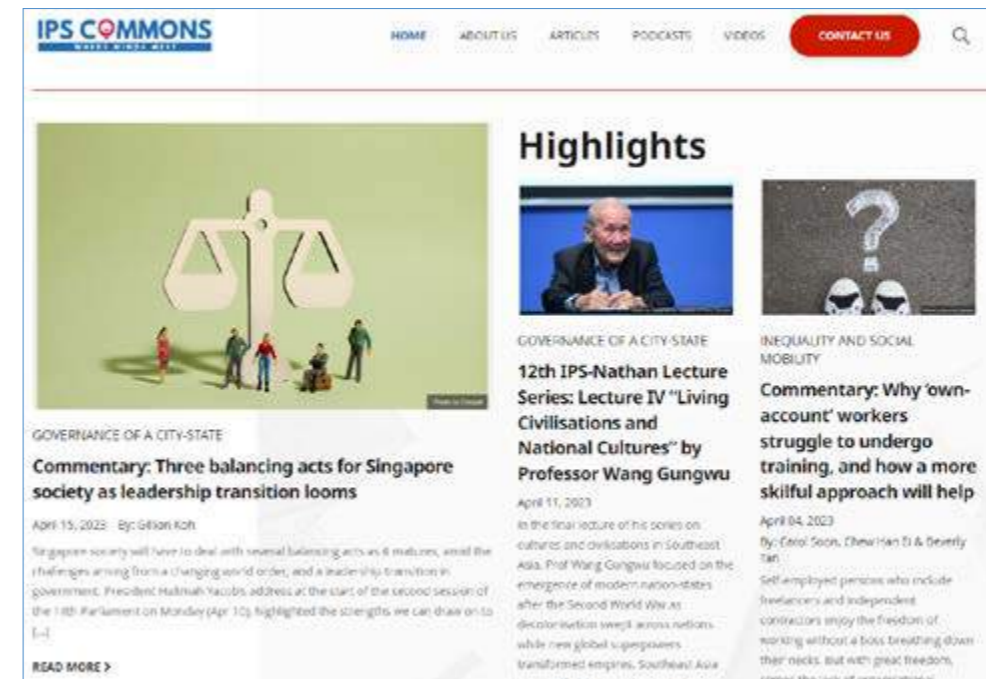 IPS COMMONS
WHERE MINDS MEET
HOME ABOUT US ARTICLES PODCASTS VIDEOS CONTACT US
Highlights
GOVERNANCE OF A CITY-STATE
Commentary: Three balancing acts for Singapore
society as leadership transition looms
April 15, 2023 By: Gillian Koh
Singapore society will have to deal with several balancing acts as it matures, amid the
challenges arising from a changing world order, and a leadership transition in
government. President Halimah Yacob's address at the start of the second session of
the 14th Parliament on Monday (Apr 10), highlighted the strengths we can draw on to
[...]
READ MORE >
GOVERNANCE OF A CITY-STATE
12th IPS-Nathan Lecture
Series: Lecture IV "Living
Civilisations and
National Cultures" by
Professor Wang Gungwu
April 11, 2023
In the final lecture of his series on
cultures and civilisations in Southeast
Asia, Prof Wang Gungwu focused on the
emergence of modern nation-states
after the Second World War as
decolonisation swept across nations
while new global superpowers
transformed empires. Southeast Asia
INEQUALITY AND SOCIAL
MOBILITY
Commentary: Why 'own-
account' workers
struggle to undergo
training, and how a more
skilful approach will help
April 04, 2023
By: Carol Soon, Chew Han Ei & Beverly
Tan
Self-employed persons who include
freelancers and independent
contractors enjoy the freedom of
working without a boss breathing down
their necks. But with great freedom,
comes the lack of organisational